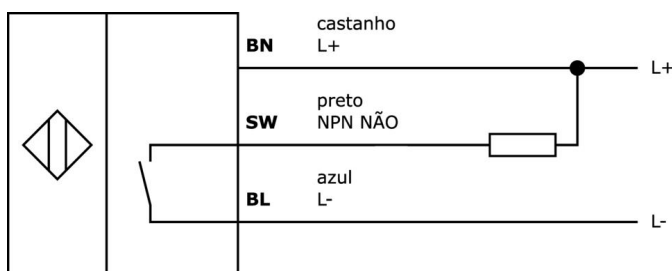 castanho
BN L+
L+
preto
SW NPN NÃO
azul
BL L-
L-